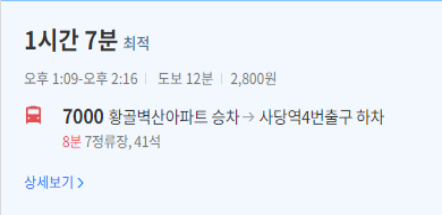 1시간 7분 최적
오후 1:09-오후 2:16 도보 12분 2,800원
7000 황골벽산아파트 승차→ 사당역4번출구 하차
8분 7정류장, 41석
상세보기 >